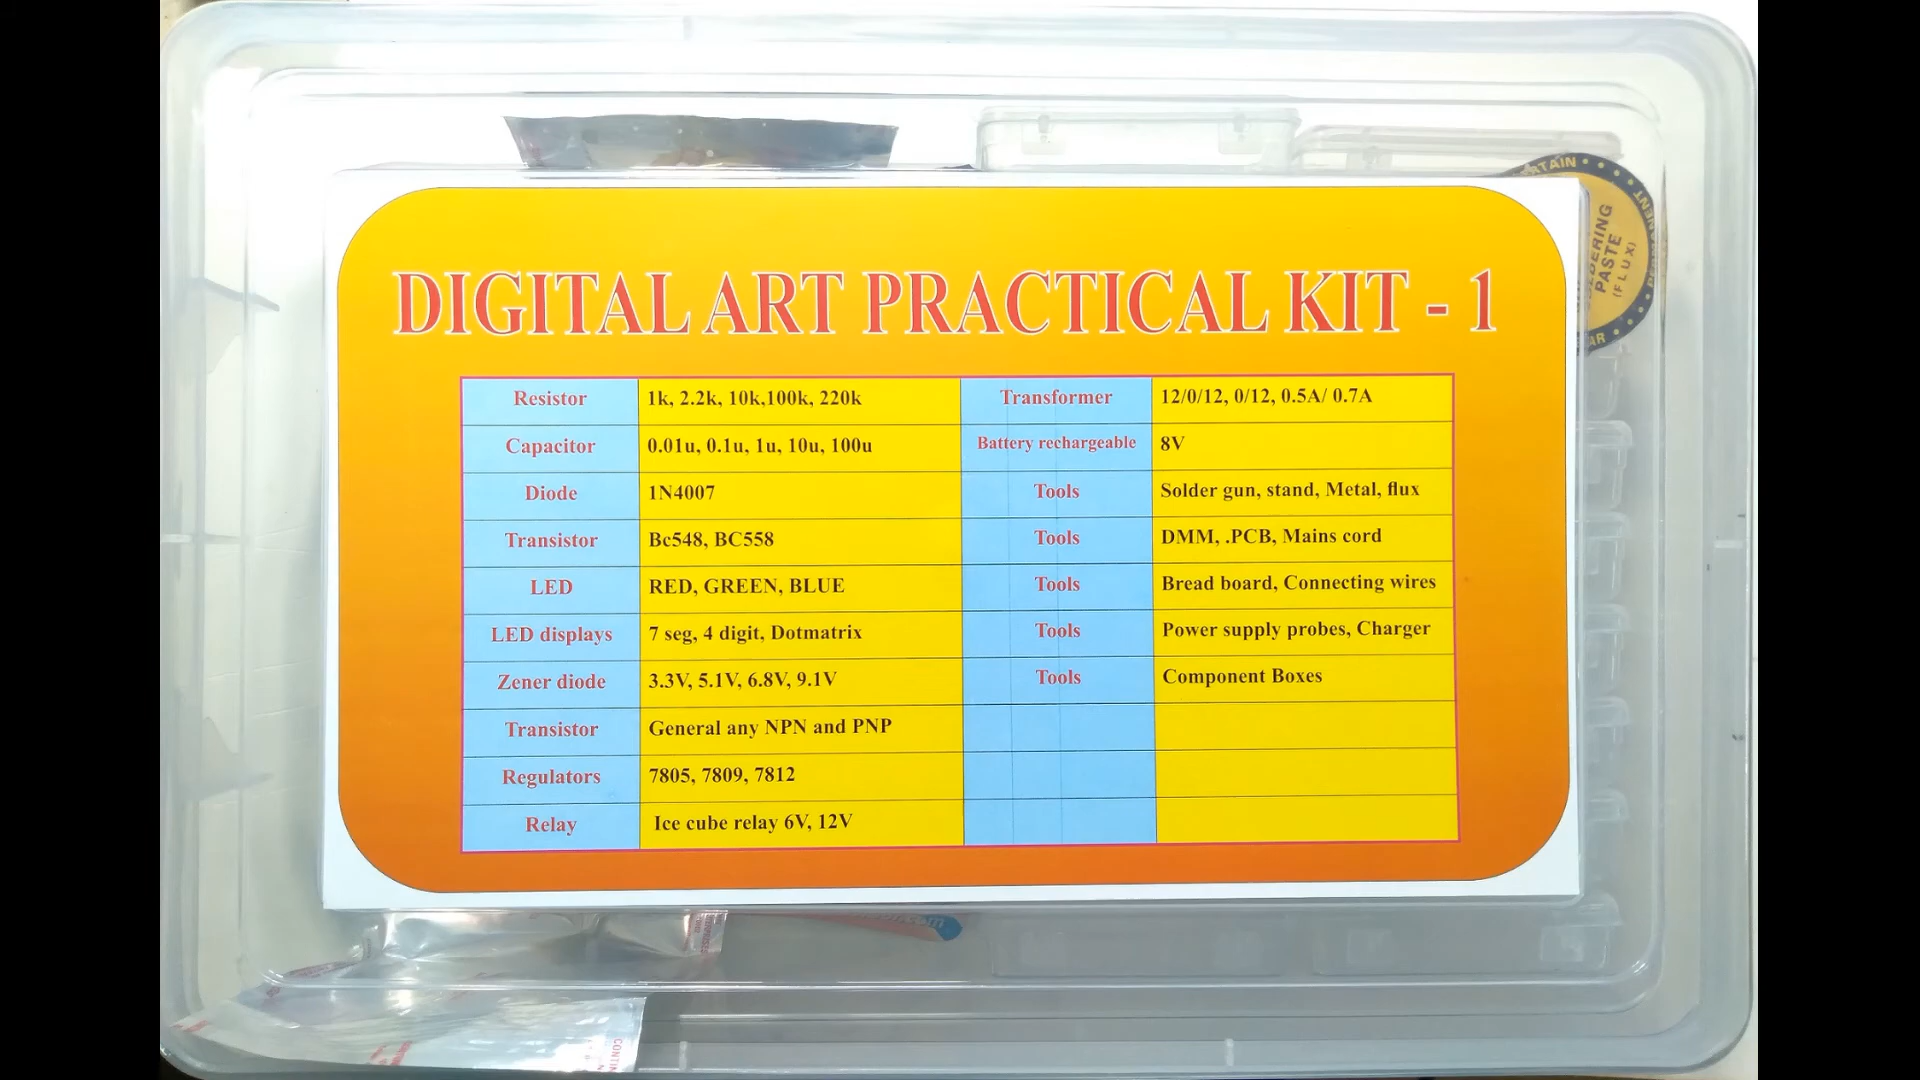 DIGITAL ART PRACTICAL KIT - 1
Resistor 1k, 2.2k, 10k,100k, 220k Transformer 12/0/12, 0/12, 0.5A/ 0.7A
Capacitor 0.01u, 0.1u, 1u, 10u, 100u Battery rechargeable 8V
Diode 1N4007 Tools Solder gun, stand, Metal, flux
Transistor Bc548, BC558 Tools DMM, .PCB, Mains cord
LED RED, GREEN, BLUE Tools Bread board, Connecting wires
LED displays 7 seg, 4 digit, Dotmatrix Tools Power supply probes, Charger
Zener diode 3.3V, 5.1V, 6.8V, 9.1V Tools Component Boxes
Transistor General any NPN and PNP
Regulators 7805, 7809, 7812
Relay Ice cube relay 6V, 12V
SOLDERING
PASTE
(FLUX)